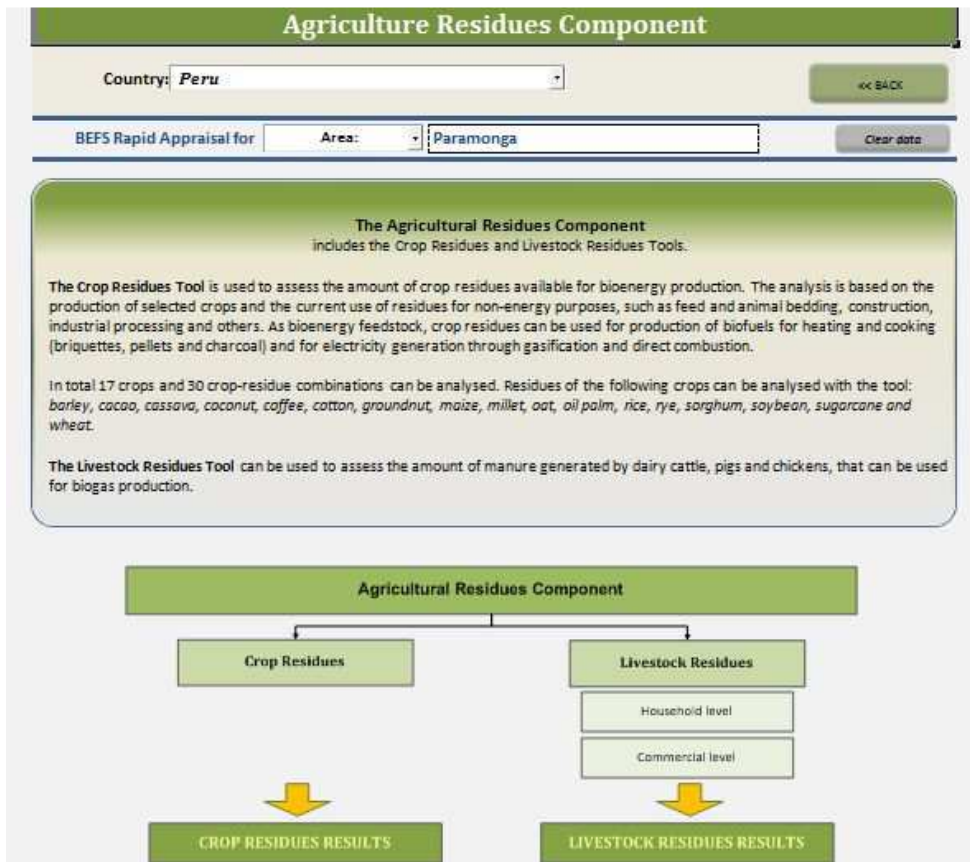 Agriculture Residues Component
Country: Peru
<< BACK
BEFS Rapid Appraisal for Area: Paramonga Clear data
The Agricultural Residues Component
includes the Crop Residues and Livestock Residues Tools.
The Crop Residues Tool is used to assess the amount of crop residues available for bioenergy production. The analysis is based on the
production of selected crops and the current use of residues for non-energy purposes, such as feed and animal bedding, construction,
industrial processing and others. As bioenergy feedstock, crop residues can be used for production of biofuels for heating and cooking
(briquettes, pellets and charcoal) and for electricity generation through gasification and direct combustion.
In total 17 crops and 30 crop-residue combinations can be analysed. Residues of the following crops can be analysed with the tool:
barley, cacao, cassava, coconut, coffee, cotton, groundnut, maize, millet, oat, oil palm, rice, rye, sorghum, soybean, sugarcane and
wheat.
The Livestock Residues Tool can be used to assess the amount of manure generated by dairy cattle, pigs and chickens, that can be used
for biogas production.
Agricultural Residues Component
Crop Residues
Livestock Residues
Household level
Commercial level
CROP RESIDUES RESULTS
LIVESTOCK RESIDUES RESULTS